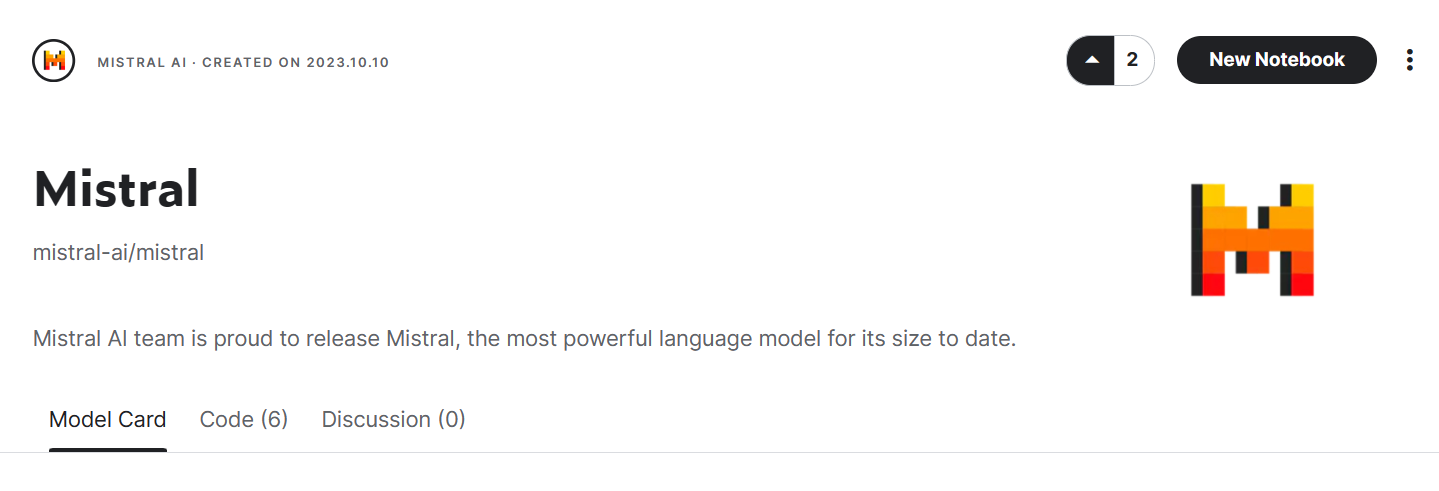 MISTRAL AI · CREATED ON 2023.10.10
2
New Notebook
Mistral
mistral-ai/mistral
Mistral AI team is proud to release Mistral, the most powerful language model for its size to date.
Model Card
Code (6)
Discussion (0)